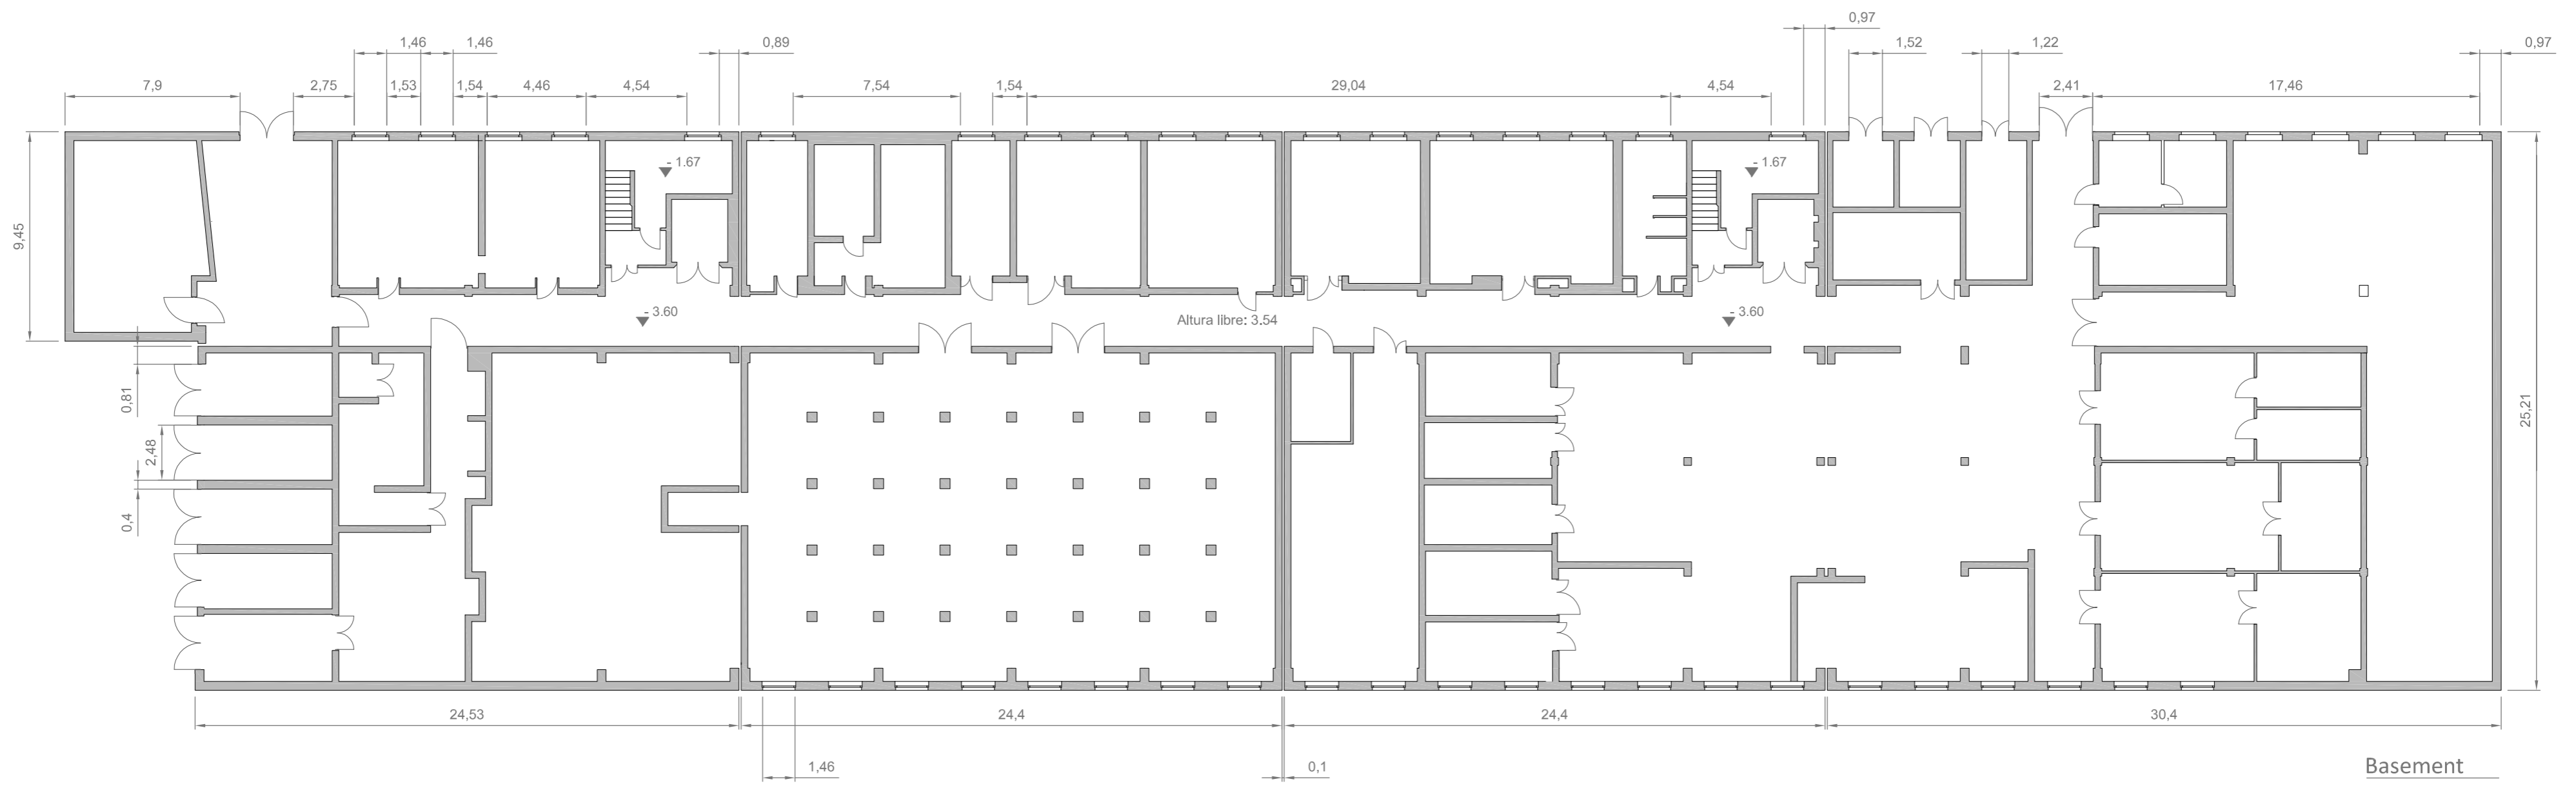 0,97
1,46 1,46 0,89 1,52 1,22 0,97
7,9 2,75 1,53 1,54 4,46 4,54 7,54 1,54 29,04 4,54 2,41 17,46
- 1.67 - 1.67
9,45
- 3.60 Altura libre: 3.54 - 3.60
0,81
2,48
0,4
25,21
24,53 24,4 24,4 30,4
1,46 0,1
Basement